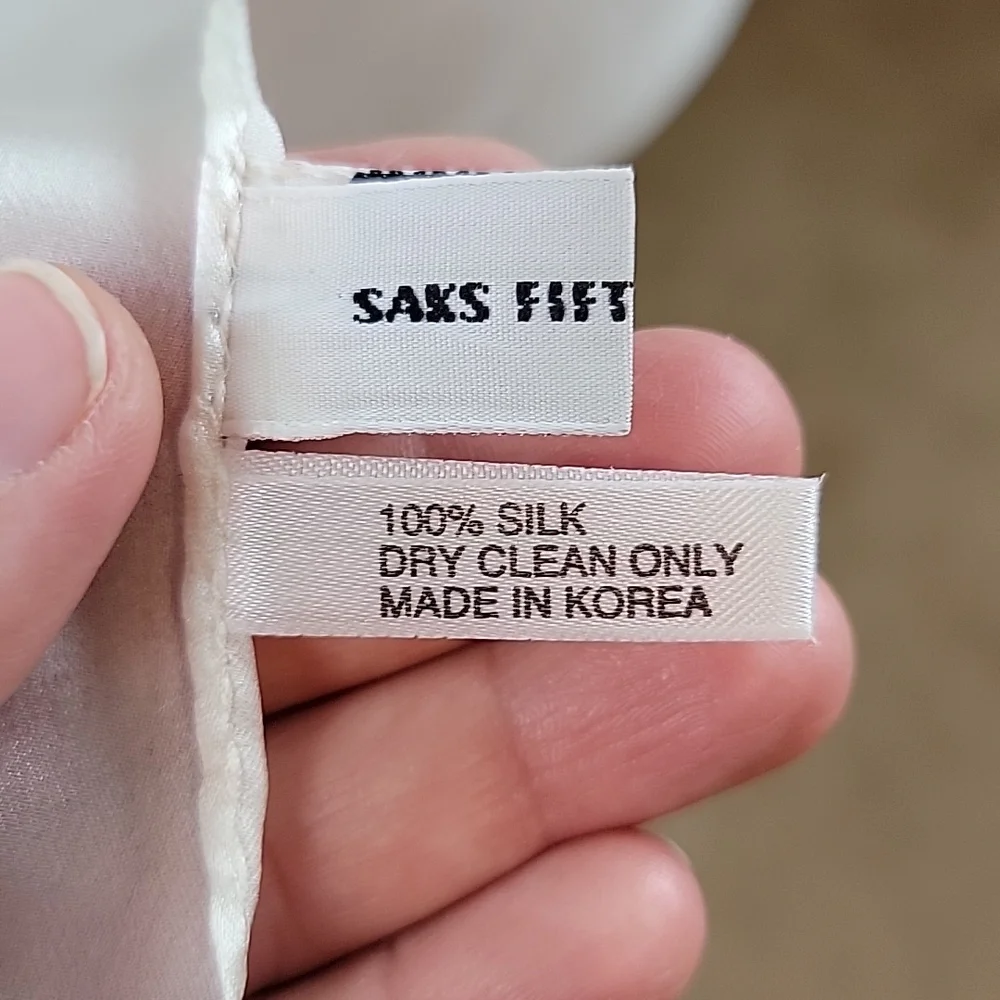 SAKS FIFT
100% SILK
DRY CLEAN ONLY
MADE IN KOREA